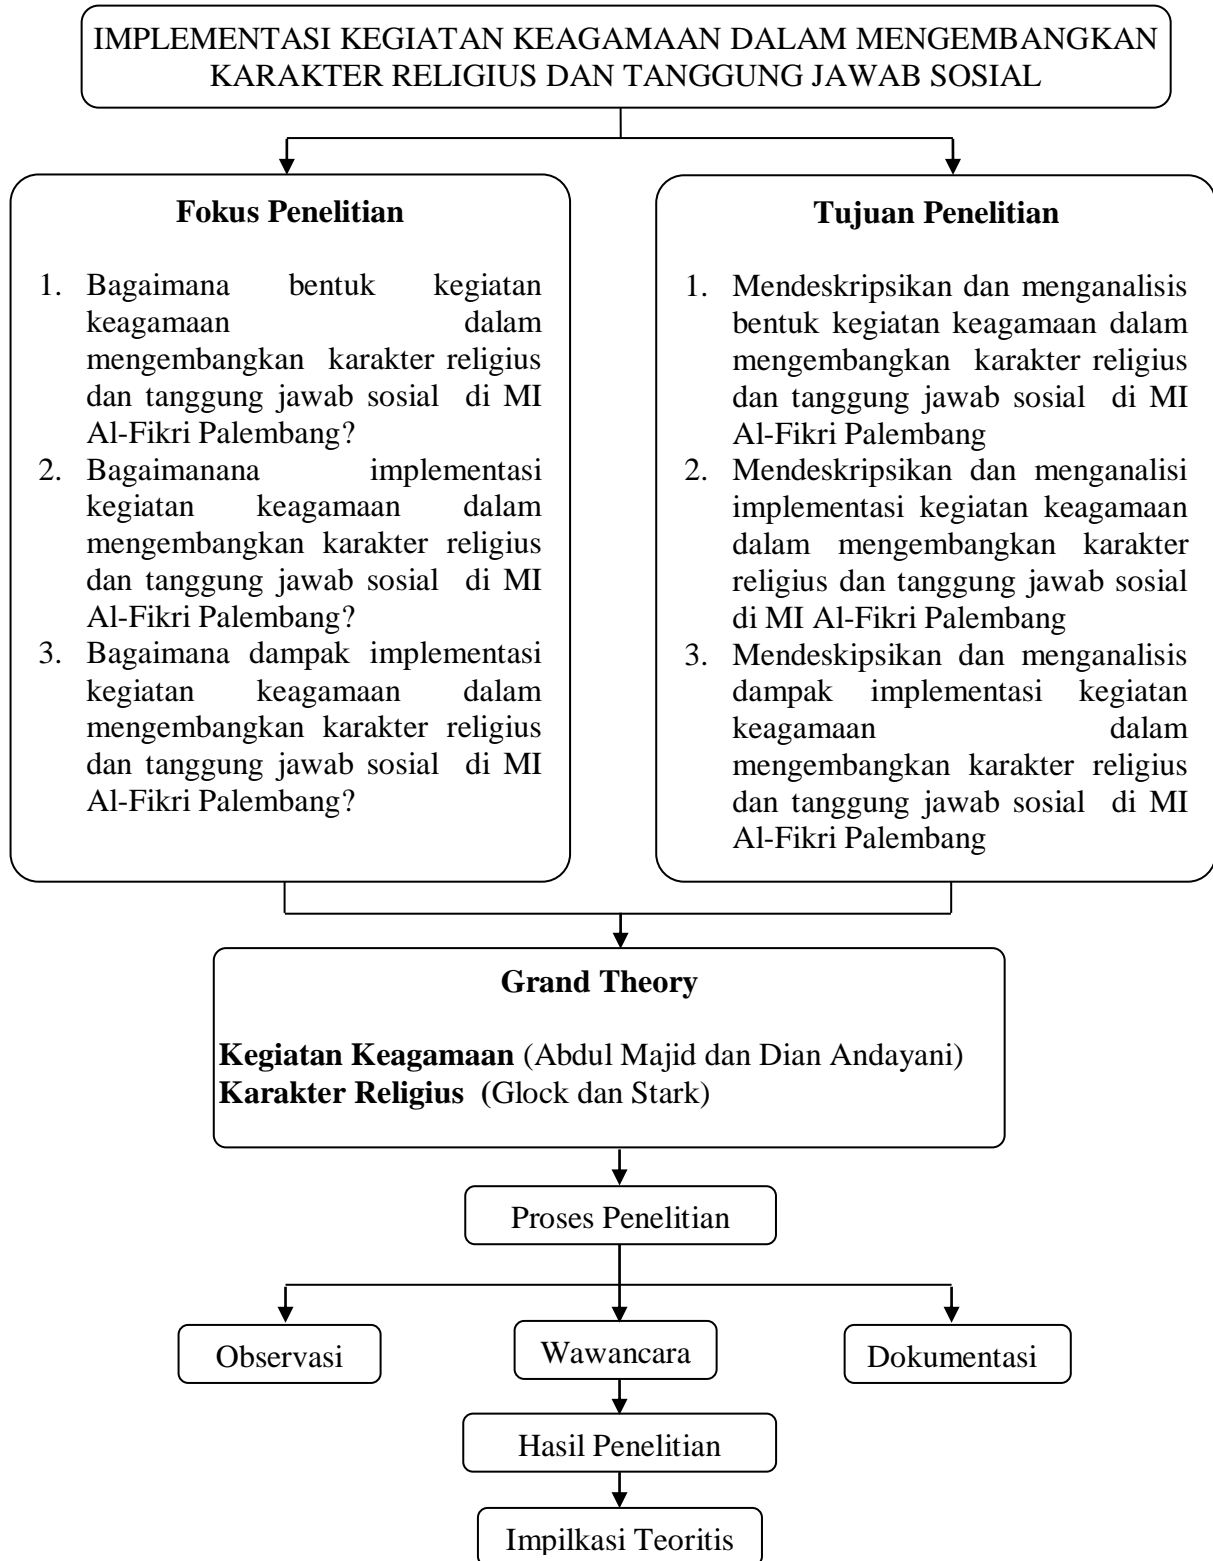 IMPLEMENTASI KEGIATAN KEAGAMAAN DALAM MENGEMBANGKAN
KARAKTER RELIGIUS DAN TANGGUNG JAWAB SOSIAL
Fokus Penelitian
1. Bagaimana bentuk kegiatan
keagamaan dalam
mengembangkan karakter religius
dan tanggung jawab sosial di MI
Al-Fikri Palembang?
2. Bagaimanana implementasi
kegiatan keagamaan dalam
mengembangkan karakter religius
dan tanggung jawab sosial di MI
Al-Fikri Palembang?
3. Bagaimana dampak implementasi
kegiatan keagamaan dalam
mengembangkan karakter religius
dan tanggung jawab sosial di MI
Al-Fikri Palembang?
Tujuan Penelitian
1. Mendeskripsikan dan menganalisis
bentuk kegiatan keagamaan dalam
mengembangkan karakter religius
dan tanggung jawab sosial di MI
Al-Fikri Palembang
2. Mendeskripsikan dan menganalisi
implementasi kegiatan keagamaan
dalam mengembangkan karakter
religius dan tanggung jawab sosial
di MI Al-Fikri Palembang
3. Mendeskipsikan dan menganalisis
dampak implementasi kegiatan
keagamaan dalam
mengembangkan karakter religius
dan tanggung jawab sosial di MI
Al-Fikri Palembang
Grand Theory
Kegiatan Keagamaan (Abdul Majid dan Dian Andayani)
Karakter Religius (Glock dan Stark)
Proses Penelitian
Observasi
Wawancara
Dokumentasi
Hasil Penelitian
Impilkasi Teoritis